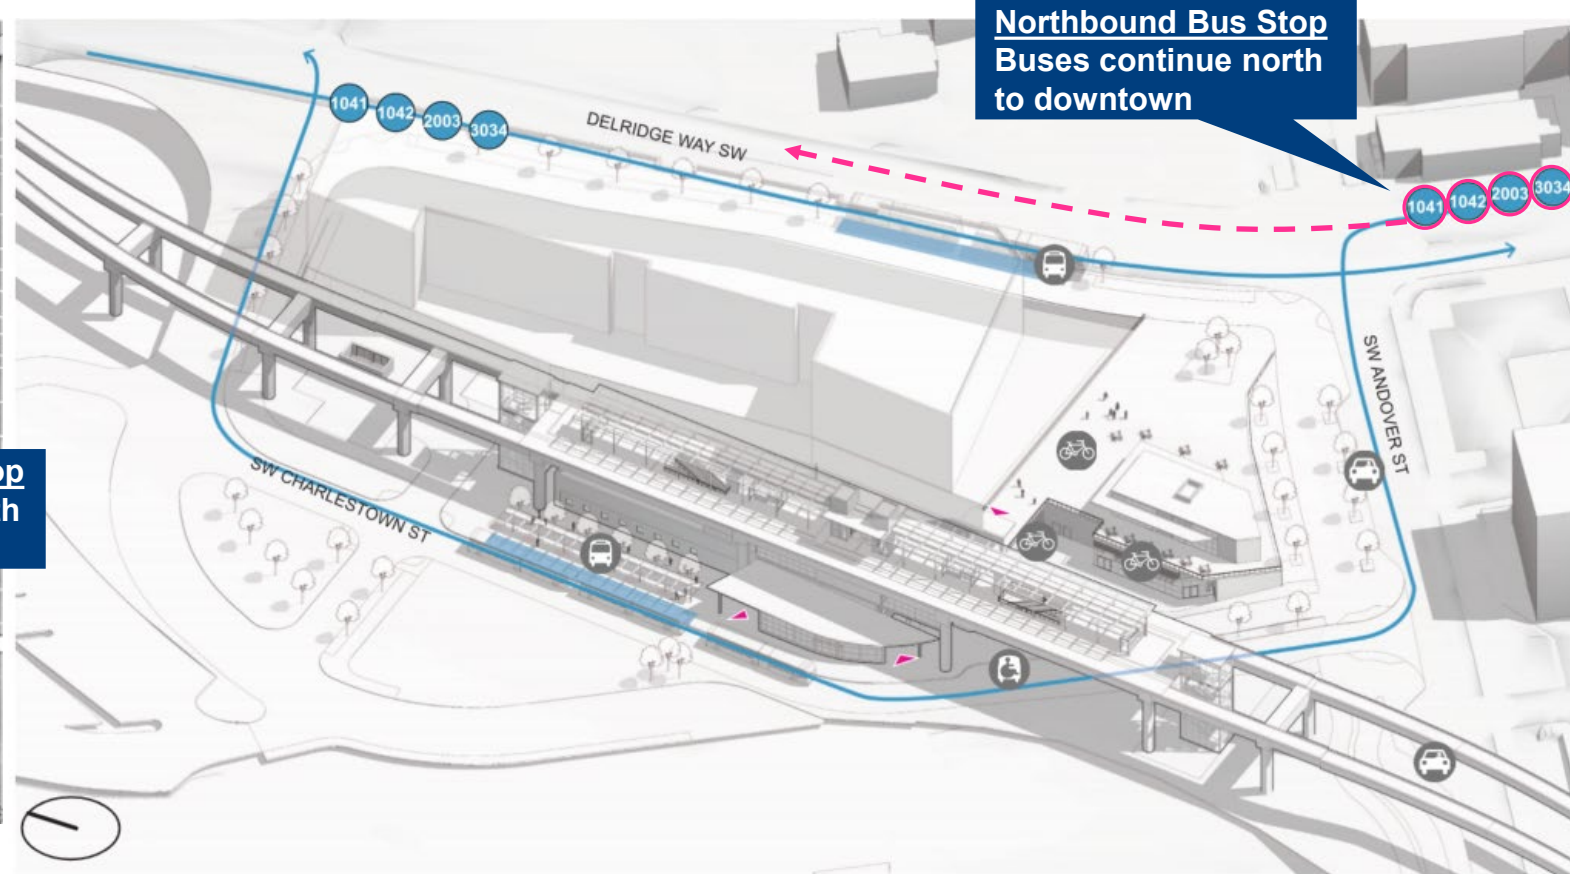 Northbound Bus Stop
Buses continue north
to downtown
1041
1042
2003
3034
DELRIDGE WAY SW
1041
1042
2003
3034
SW ANDOVER ST
SW CHARLESTOWN ST